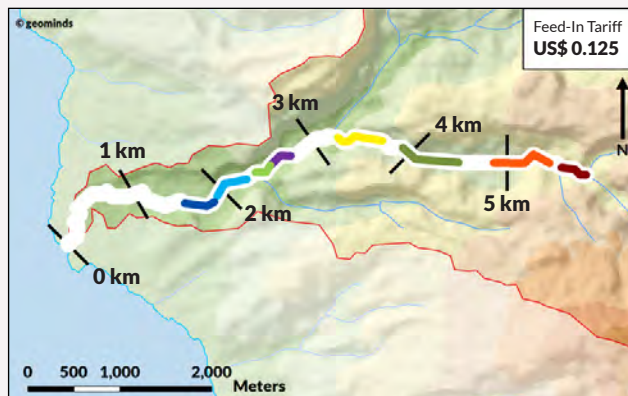 © geominds
Feed-In Tariff
US$ 0.125
3 km
4 km
N
1 km
2 km
5 km
0 km
0 500 1,000 2,000
Meters